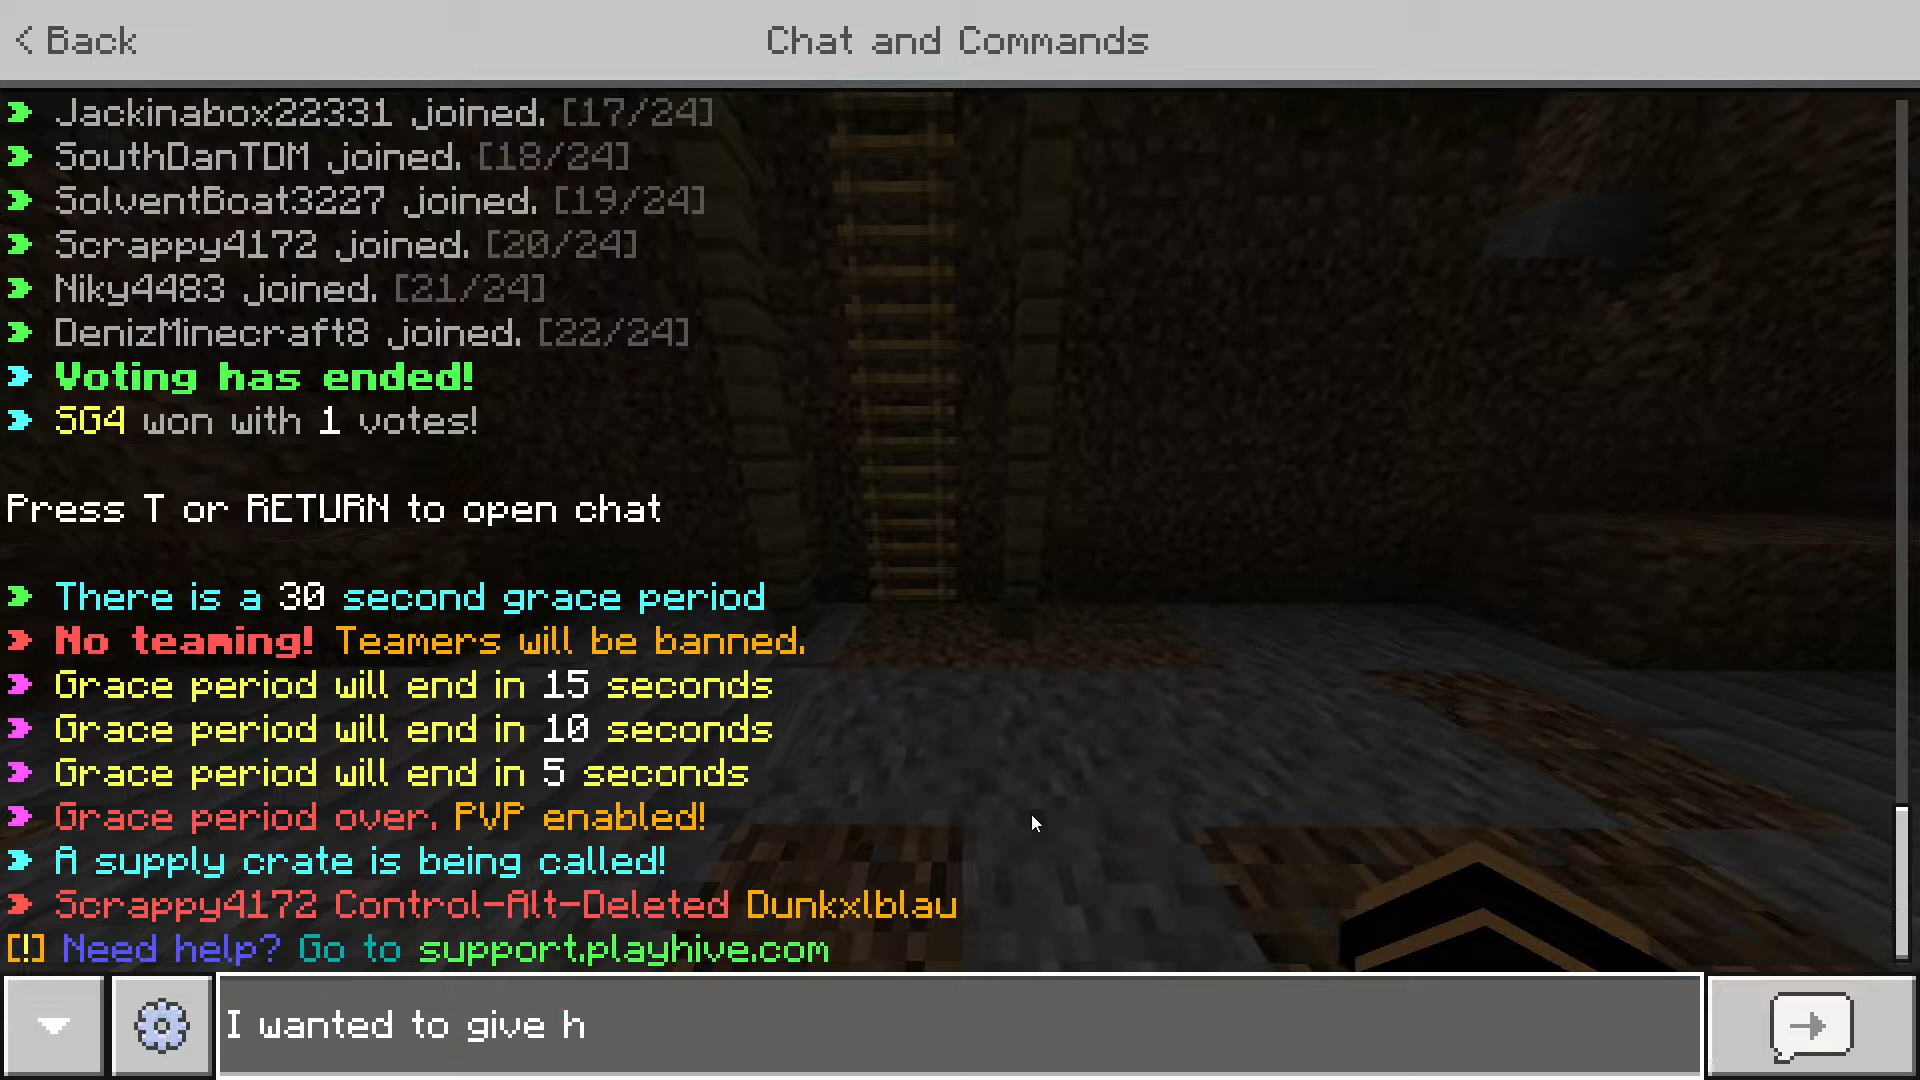 < Back
Chat and Commands
Jackinabox22331 joined. [17/24]
SouthDanTDM joined. [18/24]
SolventBoat3227 joined. [19/24]
Scrappy4172 joined. [20/24]
Niky4483 joined. [21/24]
DenizMinecraft8 joined. [22/24]
Voting has ended!
SG4 won with 1 votes!
Press T or RETURN to open chat
There is a 30 second grace period
No teaming! Teamers will be banned.
Grace period will end in 15 seconds
Grace period will end in 10 seconds
Grace period will end in 5 seconds
Grace period over. PVP enabled!
A supply crate is being called!
Scrappy4172 Control-Alt-Deleted Dunkxlblau
[!] Need help? Go to support.playhive.com
I wanted to give h